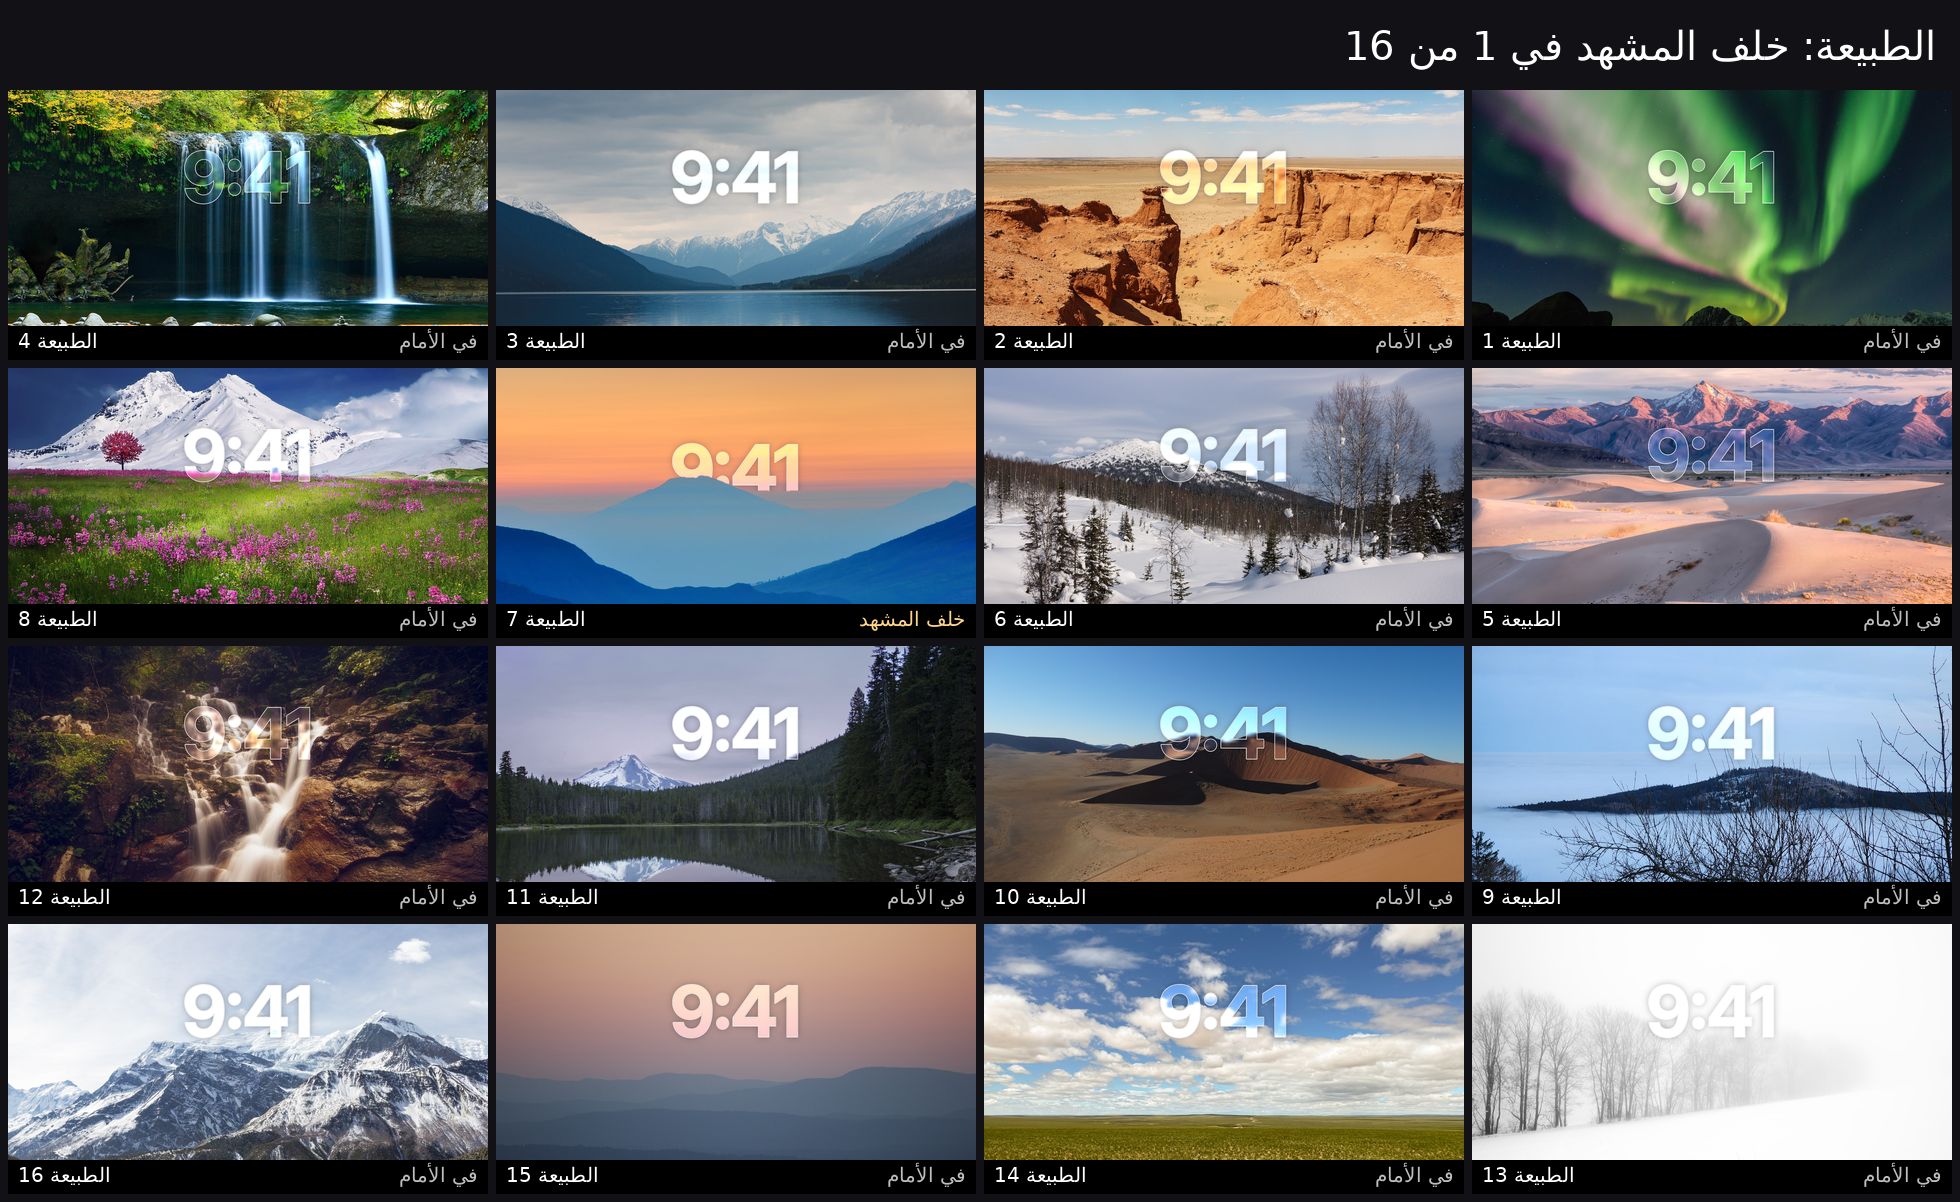 الطبيعة: خلف المشهد في 1 من 16
9:41
9:41
9:41
9:41
الطبيعة 1 في الأمام
الطبيعة 2 في الأمام
الطبيعة 3 في الأمام
الطبيعة 4 في الأمام
9:41
9:41
9:41
9:41
الطبيعة 5 في الأمام
الطبيعة 6 في الأمام
الطبيعة 7 خلف المشهد
الطبيعة 8 في الأمام
9:41
9:41
9:41
9:41
الطبيعة 9 في الأمام
الطبيعة 10 في الأمام
الطبيعة 11 في الأمام
الطبيعة 12 في الأمام
9:41
9:41
9:41
9:41
الطبيعة 13 في الأمام
الطبيعة 14 في الأمام
الطبيعة 15 في الأمام
الطبيعة 16 في الأمام